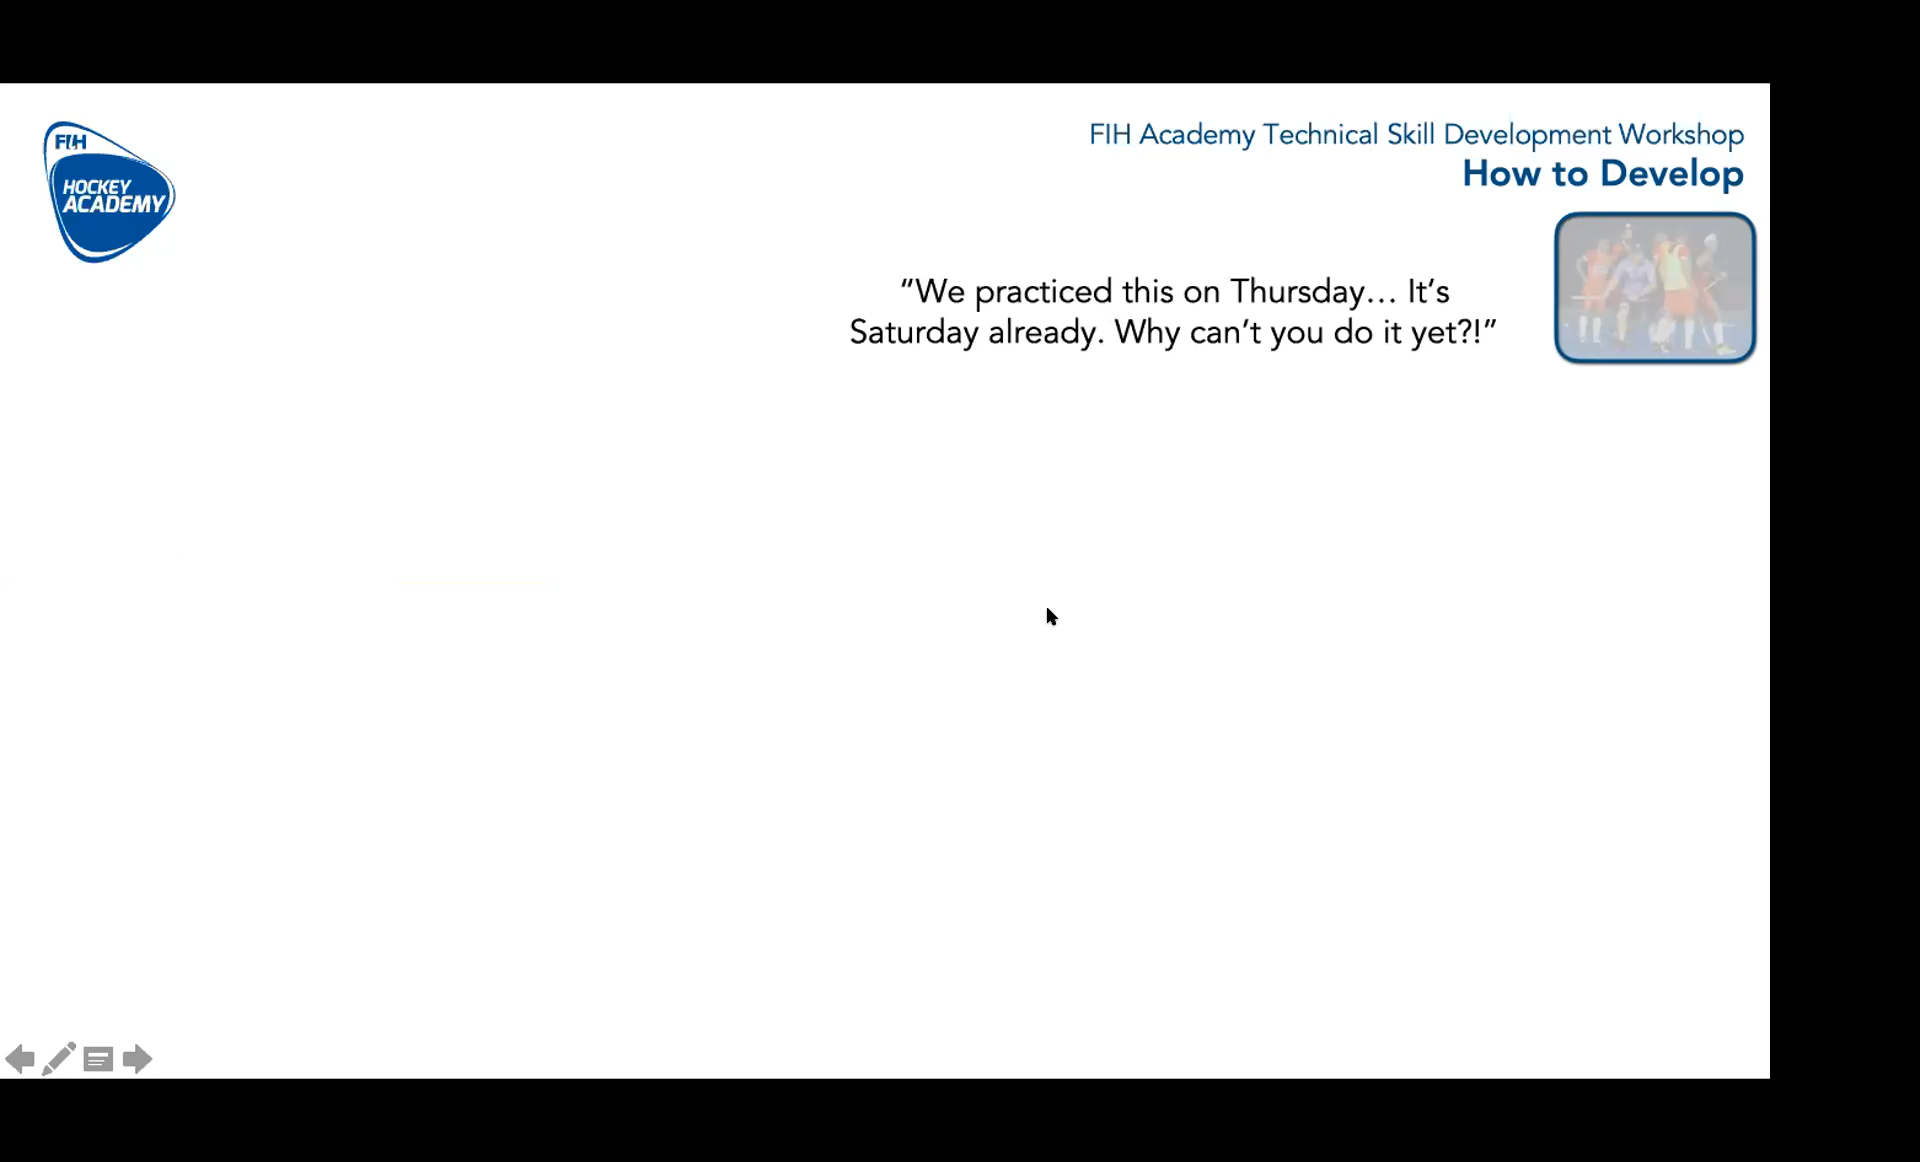 FIH
HOCKEY
ACADEMY
FIH Academy Technical Skill Development Workshop
How to Develop
“We practiced this on Thursday… It’s
Saturday already. Why can’t you do it yet?!”